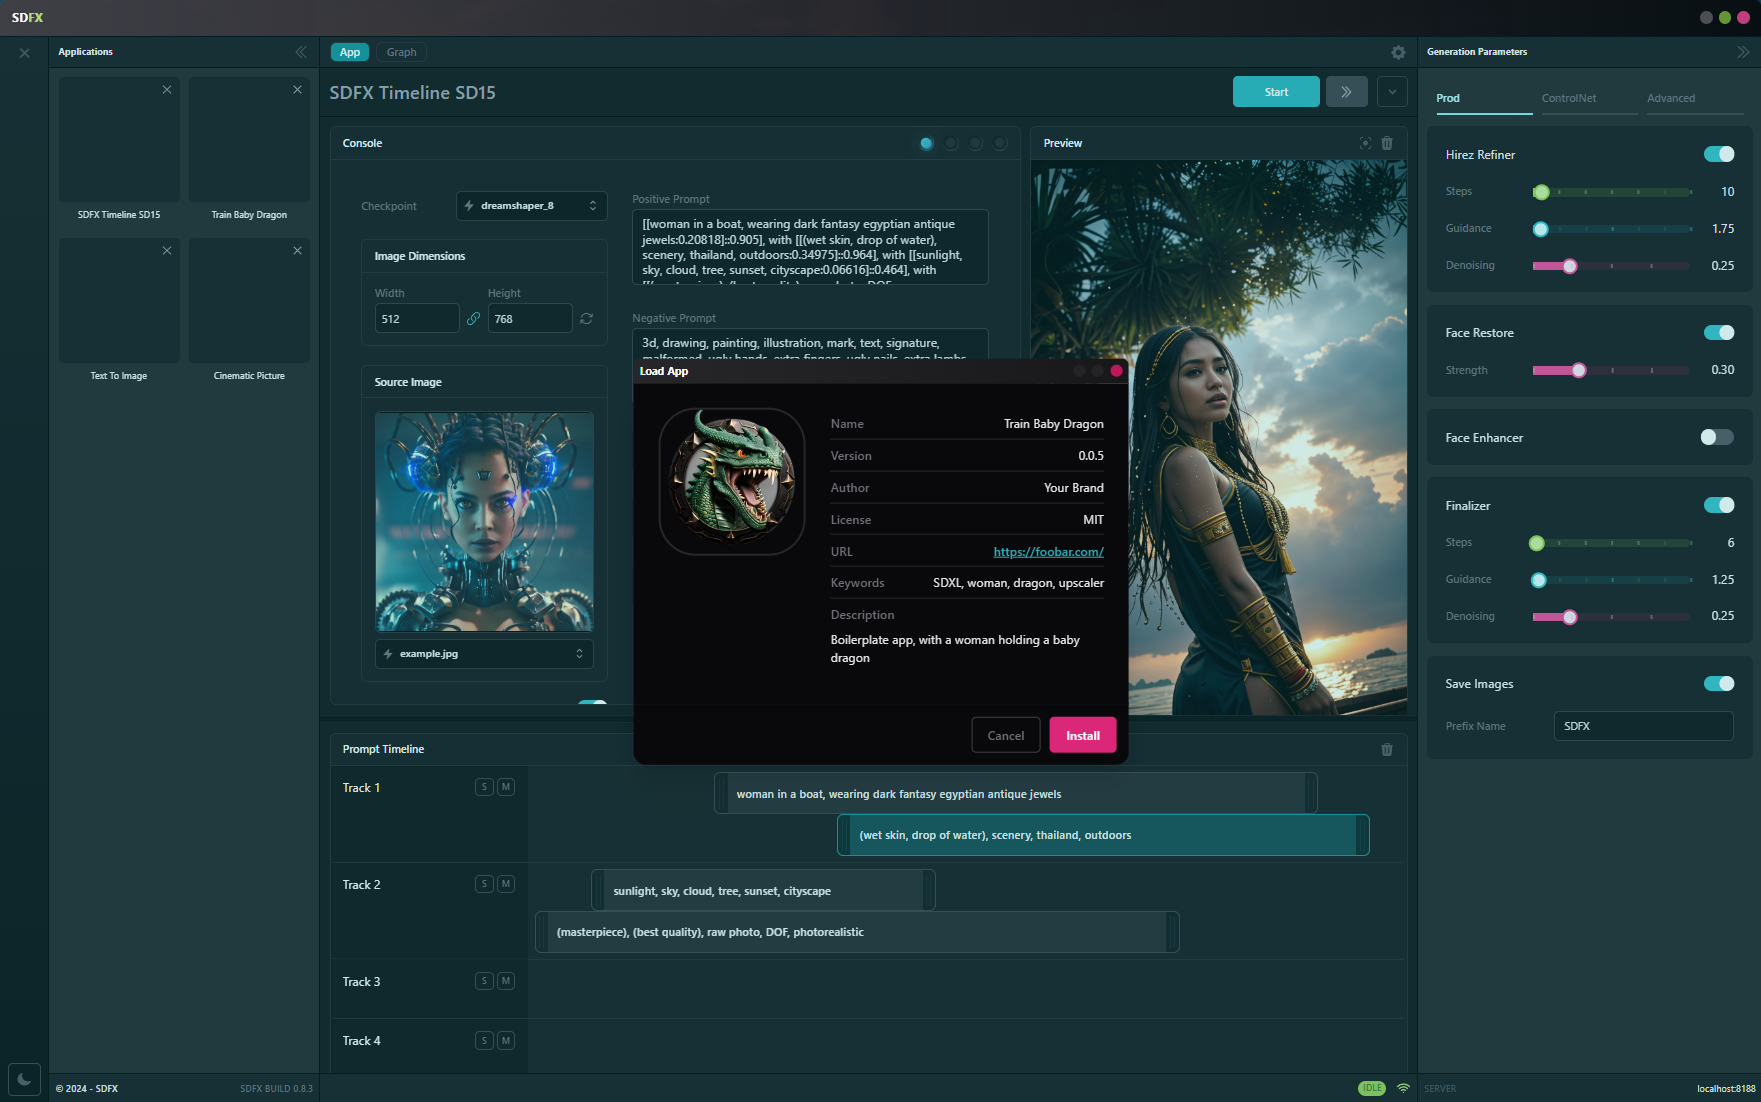 SDFX
Applications
SDFX Timeline SD15
Train Baby Dragon
Text To Image
Cinematic Picture
© 2024 - SDFX
SDFX BUILD 0.8.3
App
Graph
SDFX Timeline SD15
Start
Console
Checkpoint
dreamshaper_8
Image Dimensions
Width
Height
512
768
Source Image
example.jpg
Positive Prompt
[[woman in a boat, wearing dark fantasy egyptian antique
jewels:0.20818]::0.905], with [[(wet skin, drop of water),
scenery, thailand, outdoors:0.34975]::0.964], with [[sunlight,
sky, cloud, tree, sunset, cityscape:0.06616]::0.464], with
Negative Prompt
3d, drawing, painting, illustration, mark, text, signature,
malformed, ugly hands, extra fingers, ugly nails, extra lambs
Preview
Load App
Name
Train Baby Dragon
Version
0.0.5
Author
Your Brand
License
MIT
URL
https://foobar.com/
Keywords
SDXL, woman, dragon, upscaler
Description
Boilerplate app, with a woman holding a baby
dragon
Cancel
Install
Prompt Timeline
Track 1
S
M
woman in a boat, wearing dark fantasy egyptian antique jewels
(wet skin, drop of water), scenery, thailand, outdoors
Track 2
S
M
sunlight, sky, cloud, tree, sunset, cityscape
(masterpiece), (best quality), raw photo, DOF, photorealistic
Track 3
S
M
Track 4
S
M
IDLE
Generation Parameters
Prod
ControlNet
Advanced
Hirez Refiner
Steps
10
Guidance
1.75
Denoising
0.25
Face Restore
Strength
0.30
Face Enhancer
Finalizer
Steps
6
Guidance
1.25
Denoising
0.25
Save Images
Prefix Name
SDFX
SERVER
localhost:8188